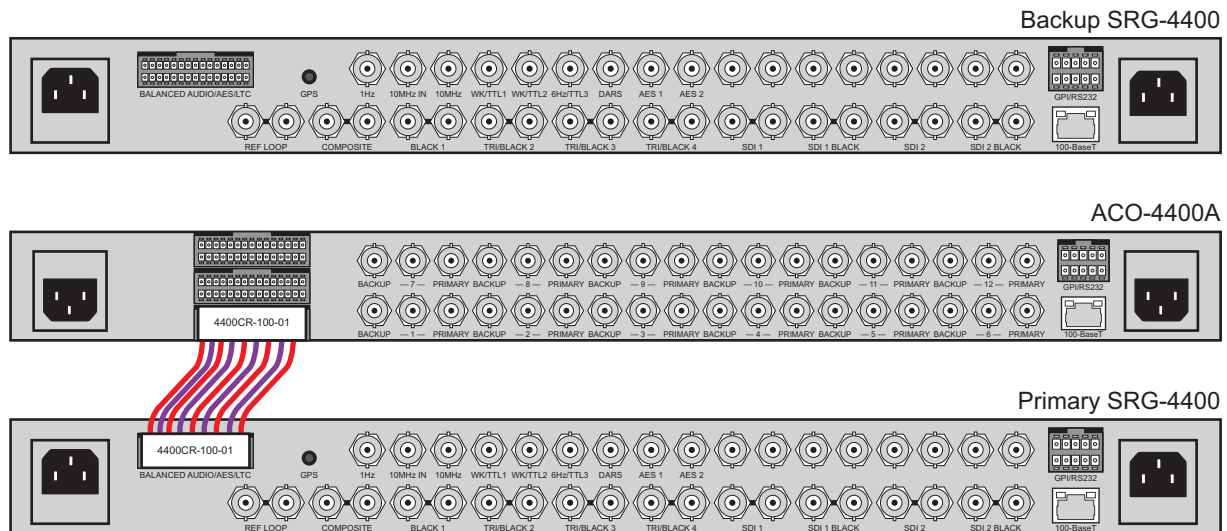 Backup SRG-4400
BALANCED AUDIO/AES/LTC GPS 1Hz 10MHz IN 10MHz WK/TTL1 WK/TTL2 6Hz/TTL3 DARS AES 1 AES 2 GPI/RS232
REF LOOP COMPOSITE BLACK 1 TRI/BLACK 2 TRI/BLACK 3 TRI/BLACK 4 SDI 1 SDI 1 BLACK SDI 2 SDI 2 BLACK 100-BaseT
ACO-4400A
BACKUP — 7 — PRIMARY BACKUP — 8 — PRIMARY BACKUP — 9 — PRIMARY BACKUP — 10 — PRIMARY BACKUP — 11 — PRIMARY BACKUP — 12 — PRIMARY GPI/RS232
4400CR-100-01
BACKUP — 1 — PRIMARY BACKUP — 2 — PRIMARY BACKUP — 3 — PRIMARY BACKUP — 4 — PRIMARY BACKUP — 5 — PRIMARY BACKUP — 6 — PRIMARY 100-BaseT
Primary SRG-4400
4400CR-100-01
BALANCED AUDIO/AES/LTC GPS 1Hz 10MHz IN 10MHz WK/TTL1 WK/TTL2 6Hz/TTL3 DARS AES 1 AES 2 GPI/RS232
REF LOOP COMPOSITE BLACK 1 TRI/BLACK 2 TRI/BLACK 3 TRI/BLACK 4 SDI 1 SDI 1 BLACK SDI 2 SDI 2 BLACK 100-BaseT